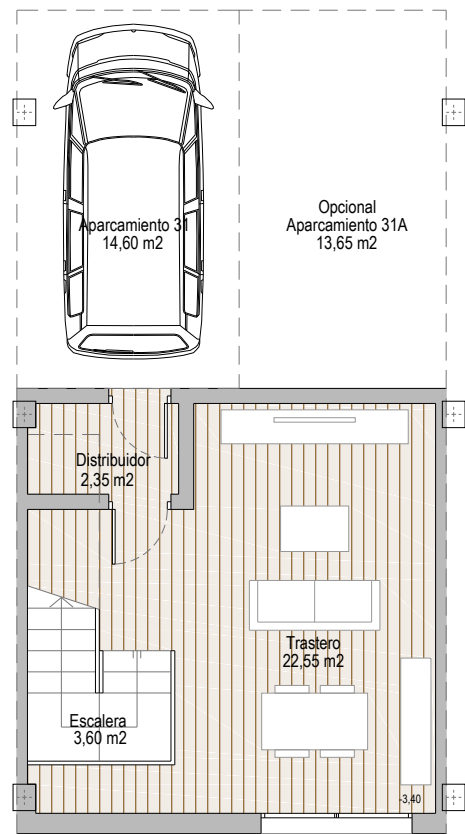 Aparcamiento 31
14,60 m2
Opcional
Aparcamiento 31A
13,65 m2
Distribuidor
2,35 m2
Trastero
22,55 m2
Escalera
3,60 m2
-3,40